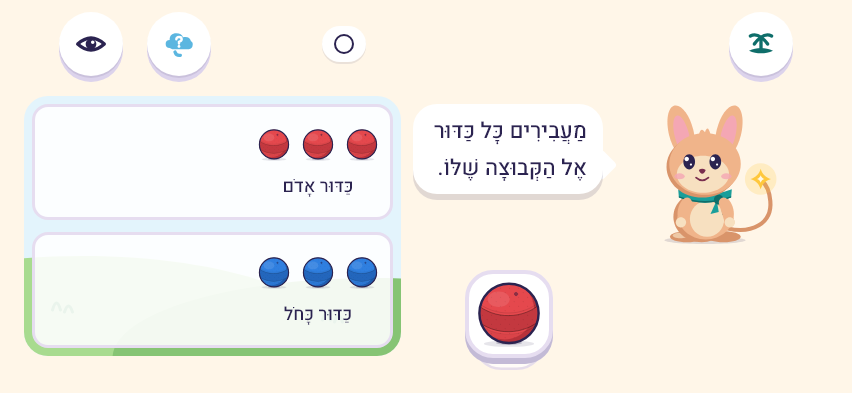 מַעֲבִירִים כָּל כַּדּוּר
אֶל הַקְּבוּצָה שֶׁלּוֹ.
כַּדּוּר אָדֹם
כַּדּוּר כָּחֹל